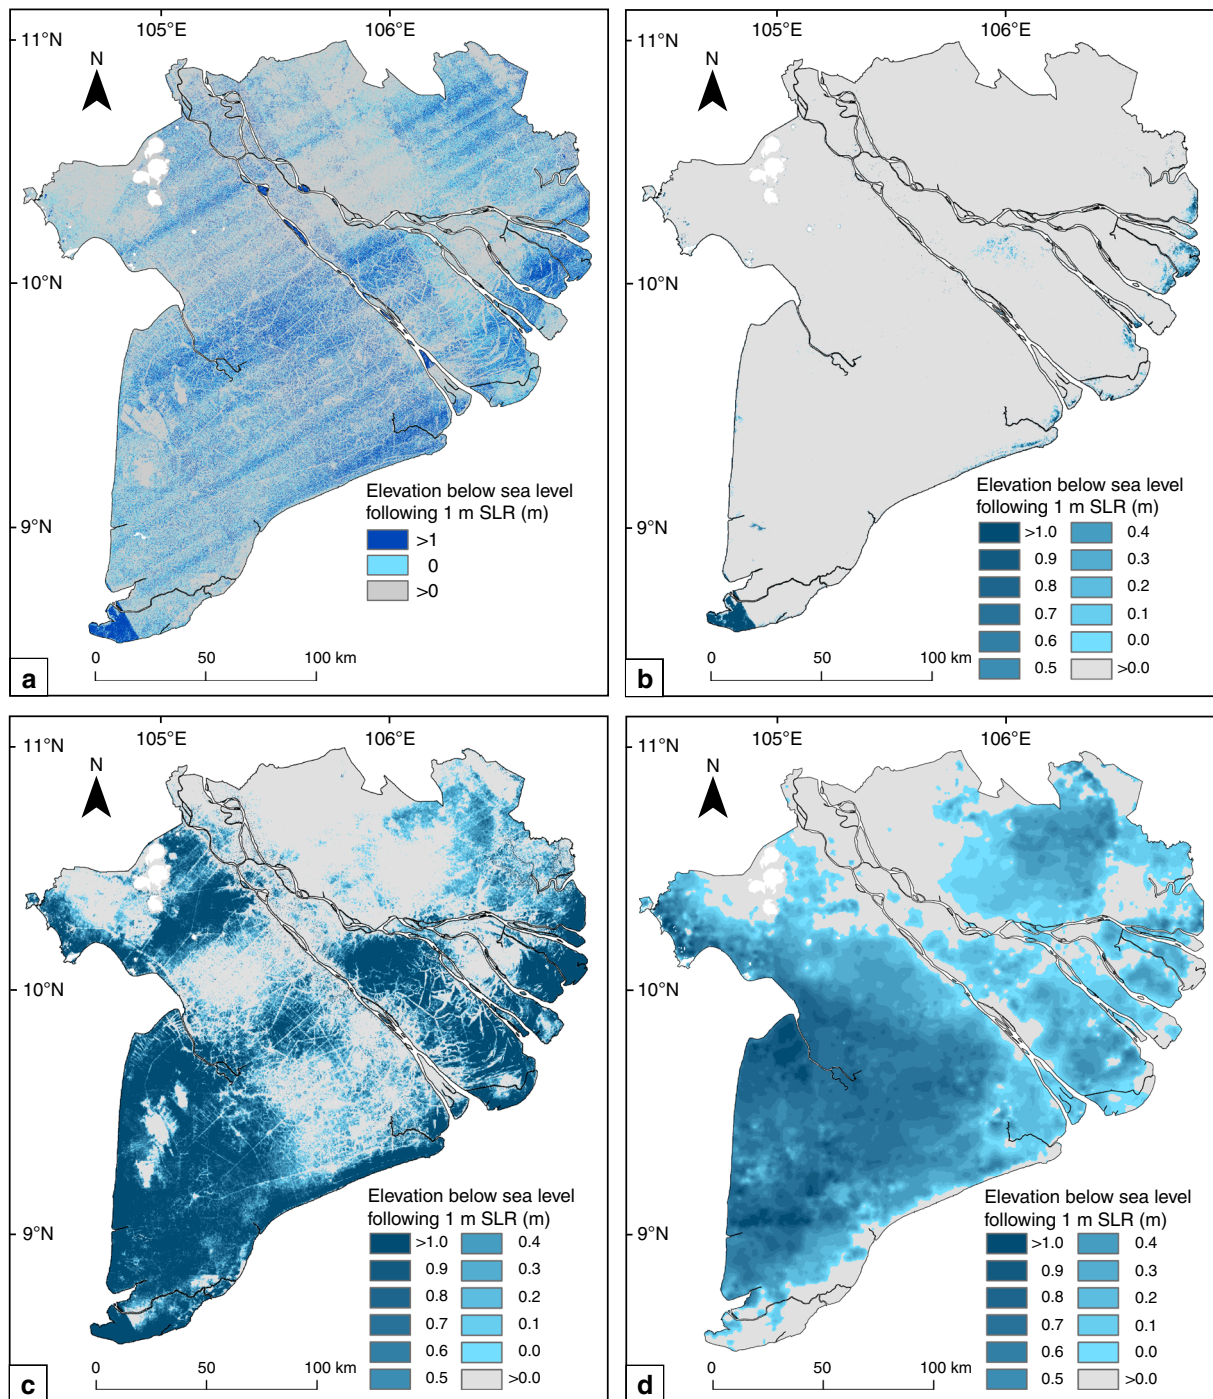 105°E 106°E
11°N
N
10°N
9°N
Elevation below sea level
following 1 m SLR (m)
>1
0
>0
0 50 100 km
a
105°E 106°E
11°N
N
10°N
9°N
Elevation below sea level
following 1 m SLR (m)
>1.0 0.4
0.9 0.3
0.8 0.2
0.7 0.1
0.6 0.0
0.5 >0.0
0 50 100 km
b
105°E 106°E
11°N
N
10°N
9°N
Elevation below sea level
following 1 m SLR (m)
>1.0 0.4
0.9 0.3
0.8 0.2
0.7 0.1
0.6 0.0
0.5 >0.0
0 50 100 km
c
105°E 106°E
11°N
N
10°N
9°N
Elevation below sea level
following 1 m SLR (m)
>1.0 0.4
0.9 0.3
0.8 0.2
0.7 0.1
0.6 0.0
0.5 >0.0
0 50 100 km
d